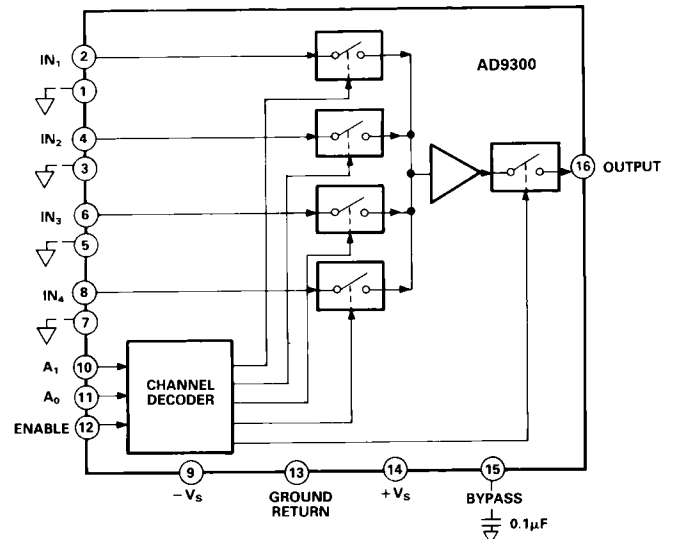 AD9300
IN₁ 2
1
IN₂ 4
3
IN₃ 6
5
IN₄ 8
7
16 OUTPUT
A₁ 10
A₀ 11
ENABLE 12
CHANNEL
DECODER
9
−Vₛ
13
GROUND
RETURN
14
+Vₛ
15
BYPASS
0.1µF